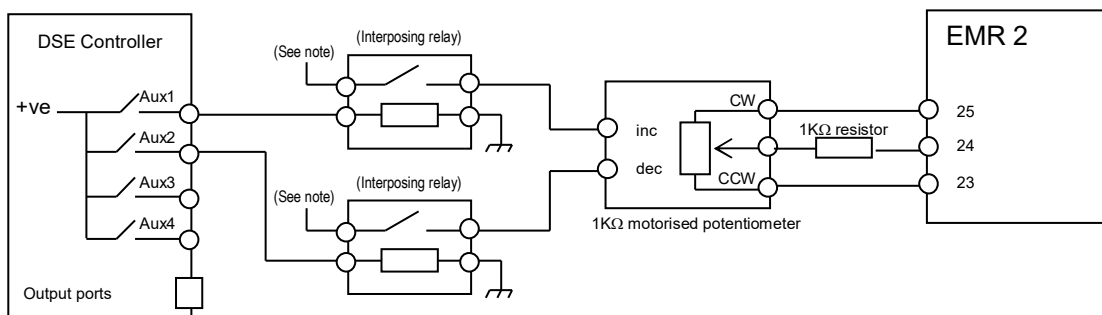 DSE Controller
+ve
Aux1
Aux2
Aux3
Aux4
Output ports
(See note)
(Interposing relay)
(See note)
(Interposing relay)
inc
dec
CW
CCW
1KΩ motorised potentiometer
1KΩ resistor
EMR 2
25
24
23